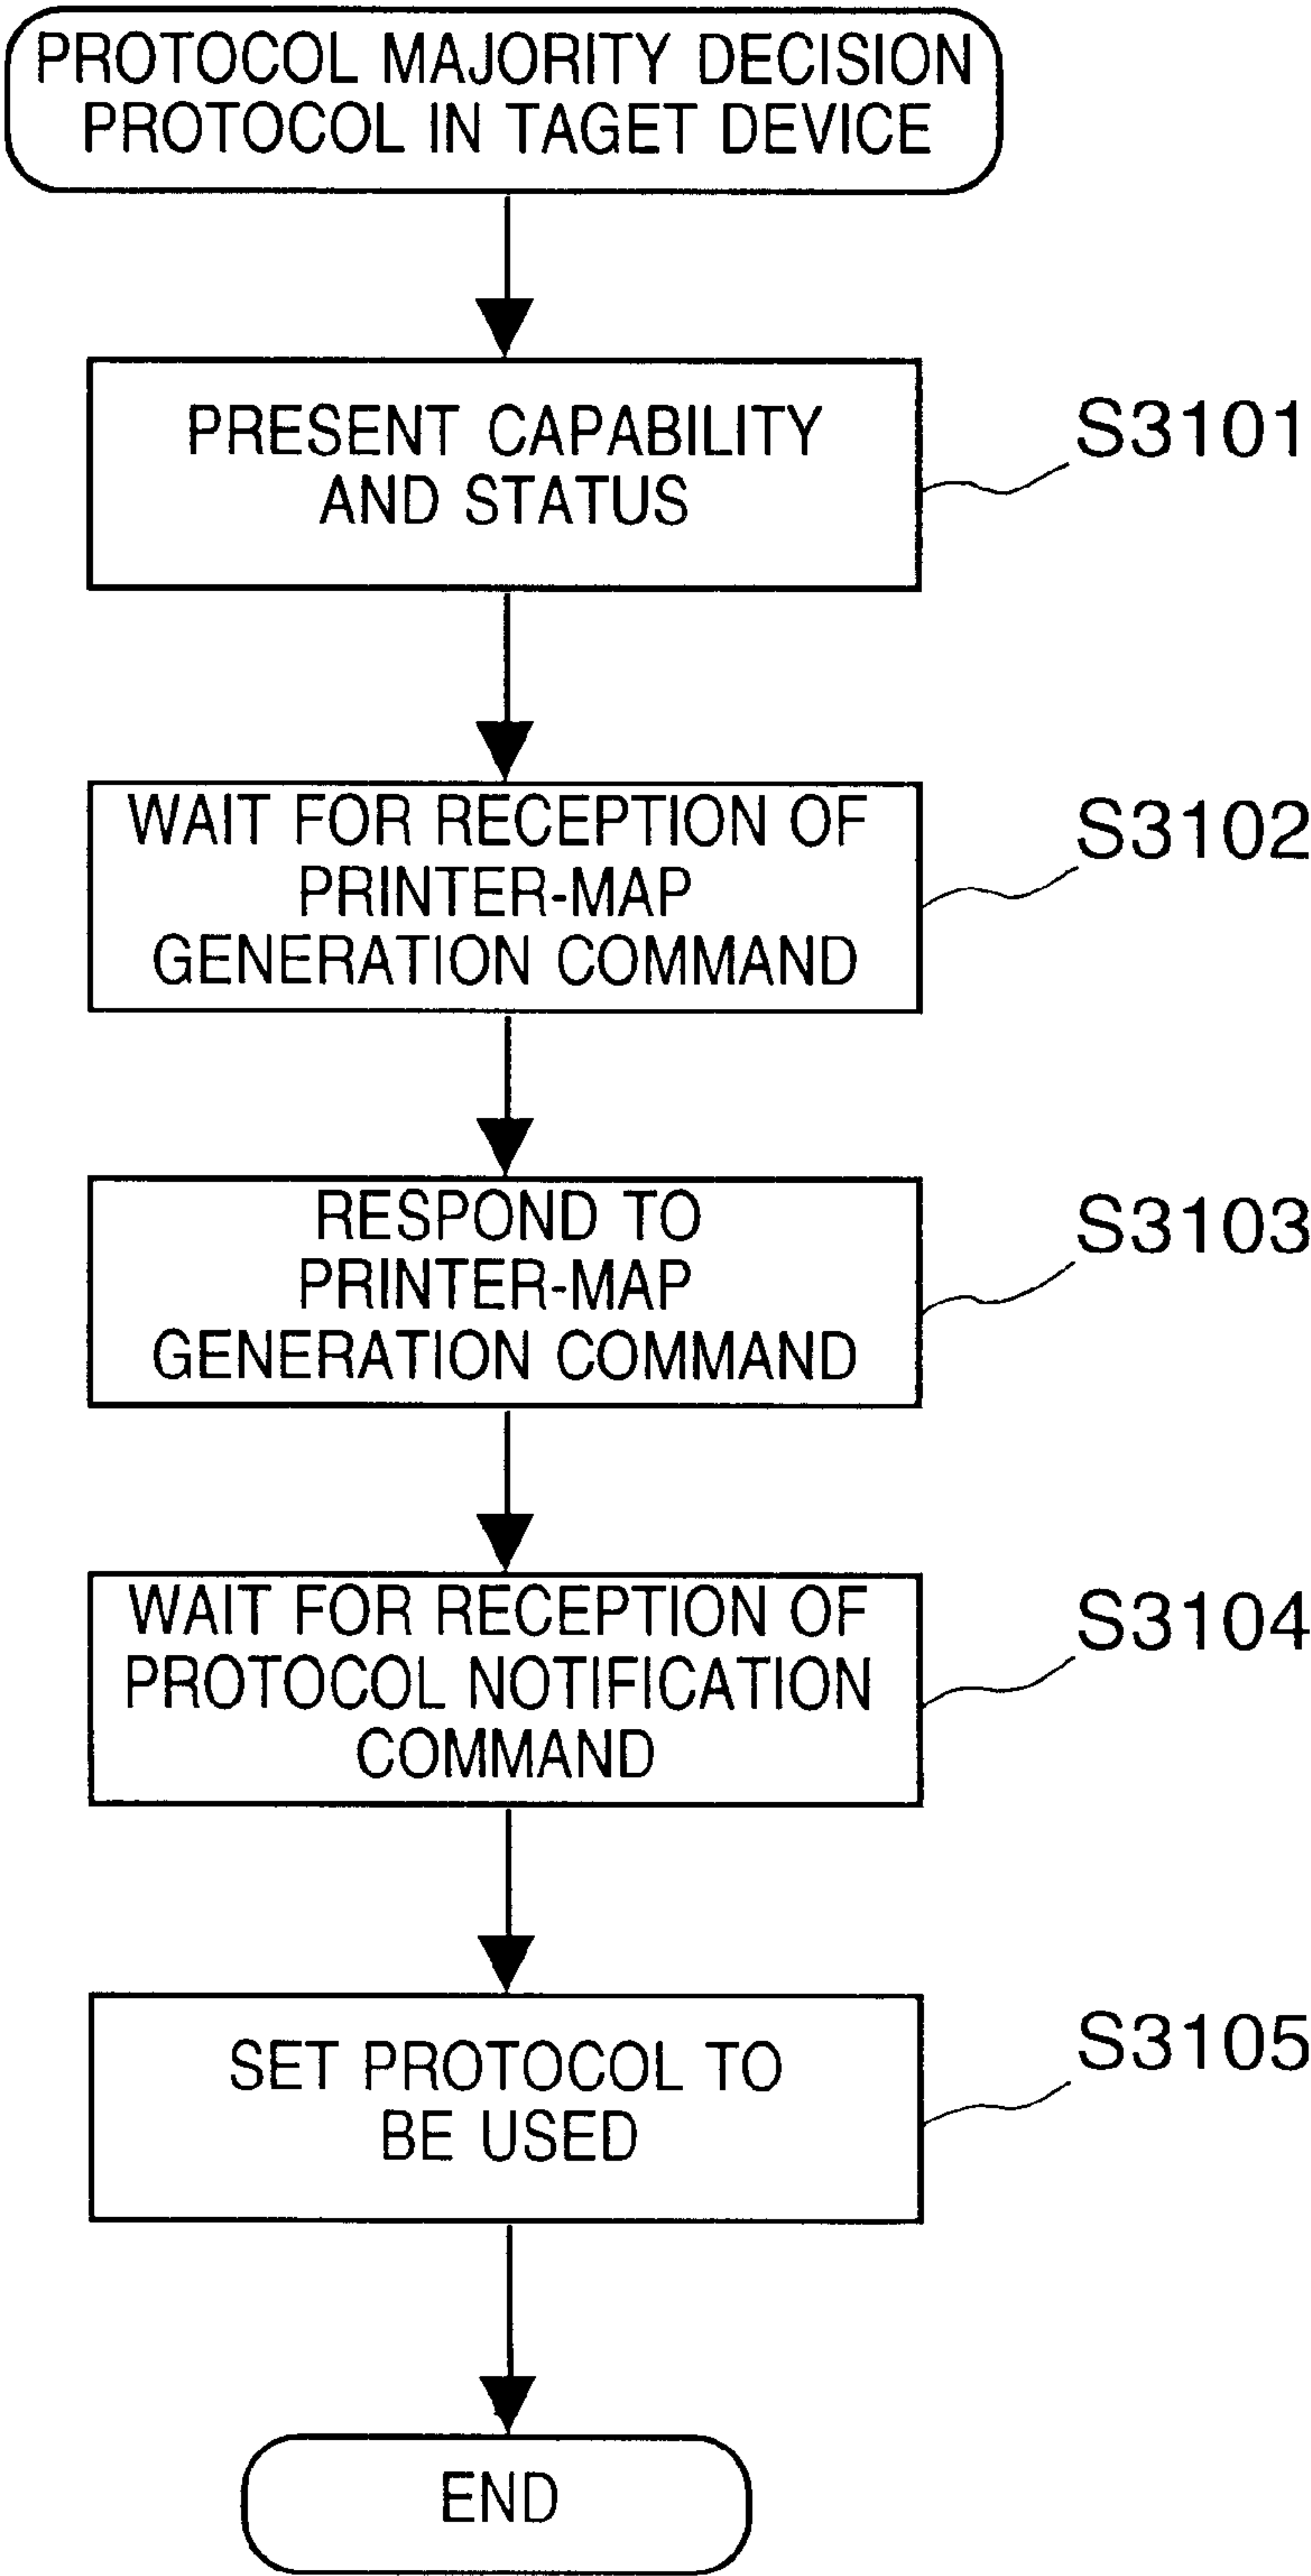 PROTOCOL MAJORITY DECISION
PROTOCOL IN TAGET DEVICE
PRESENT CAPABILITY
AND STATUS
S3101
WAIT FOR RECEPTION OF
PRINTER-MAP
GENERATION COMMAND
S3102
RESPOND TO
PRINTER-MAP
GENERATION COMMAND
S3103
WAIT FOR RECEPTION OF
PROTOCOL NOTIFICATION
COMMAND
S3104
SET PROTOCOL TO
BE USED
S3105
END